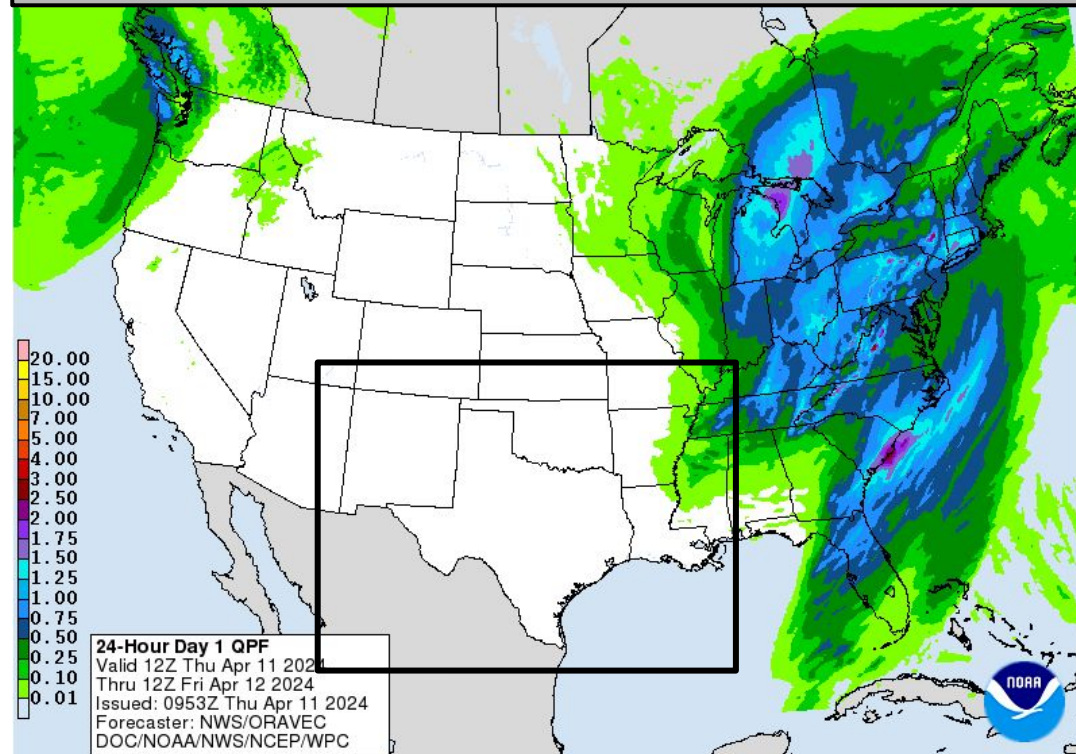 20.00
15.00
10.00
7.00
5.00
4.00
3.00
2.50
2.00
1.75
1.50
1.25
1.00
0.75
0.50
0.25
0.10
0.01
24-Hour Day 1 QPF
Valid 12Z Thu Apr 11 2024
Thru 12Z Fri Apr 12 2024
Issued: 0953Z Thu Apr 11 2024
Forecaster: NWS/ORAVEC
DOC/NOAA/NWS/NCEP/WPC
NOAA